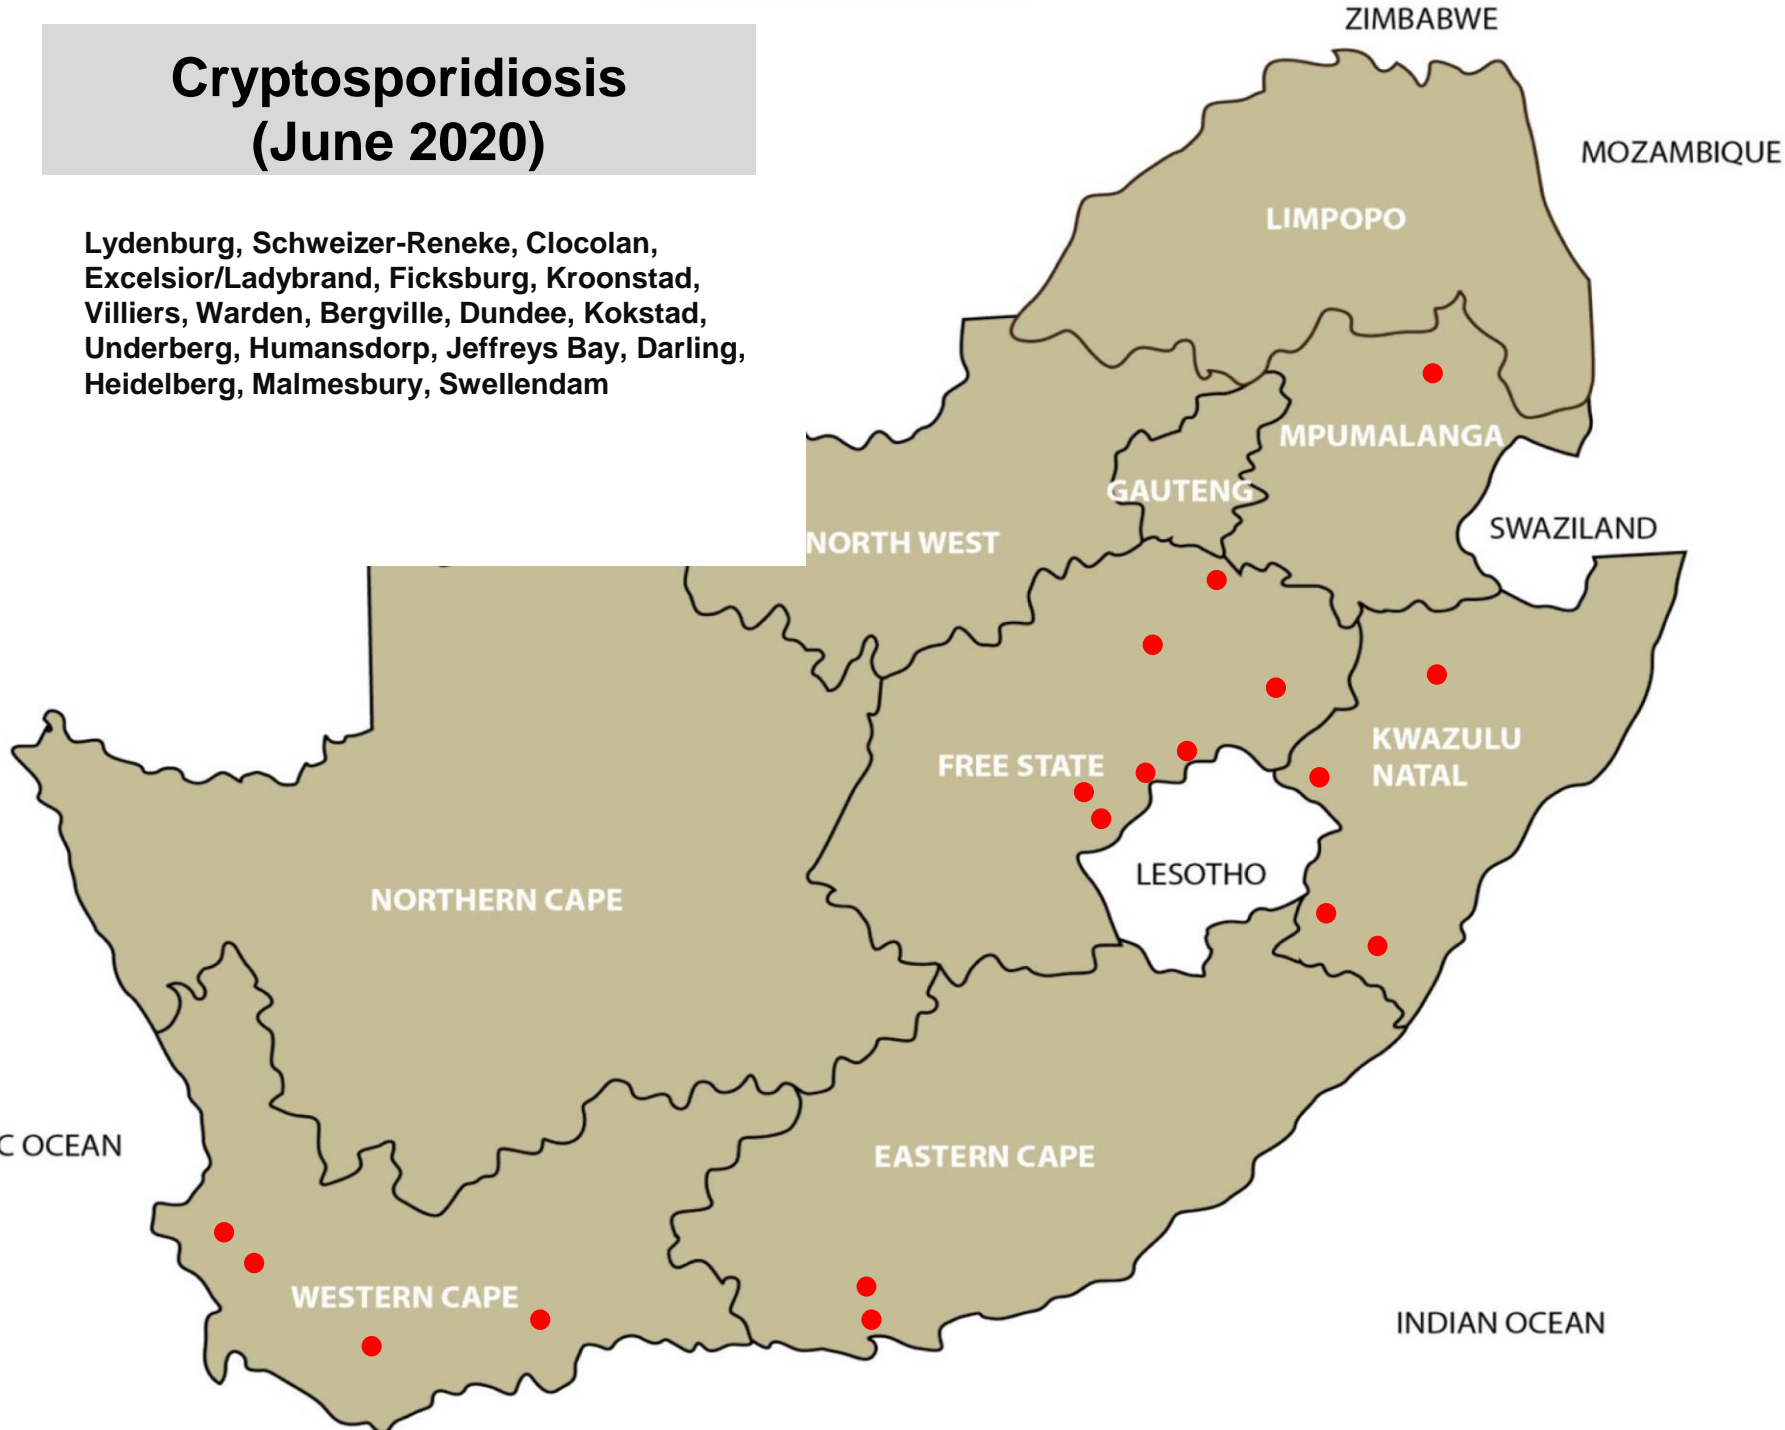 Cryptosporidiosis
(June 2020)
Lydenburg, Schweizer-Reneke, Clocolan,
Excelsior/Ladybrand, Ficksburg, Kroonstad,
Villiers, Warden, Bergville, Dundee, Kokstad,
Underberg, Humansdorp, Jeffreys Bay, Darling,
Heidelberg, Malmesbury, Swellendam
ZIMBABWE
MOZAMBIQUE
LIMPOPO
MPUMALANGA
GAUTENG
SWAZILAND
NORTH WEST
KWAZULU
NATAL
FREE STATE
LESOTHO
NORTHERN CAPE
C OCEAN
EASTERN CAPE
WESTERN CAPE
INDIAN OCEAN